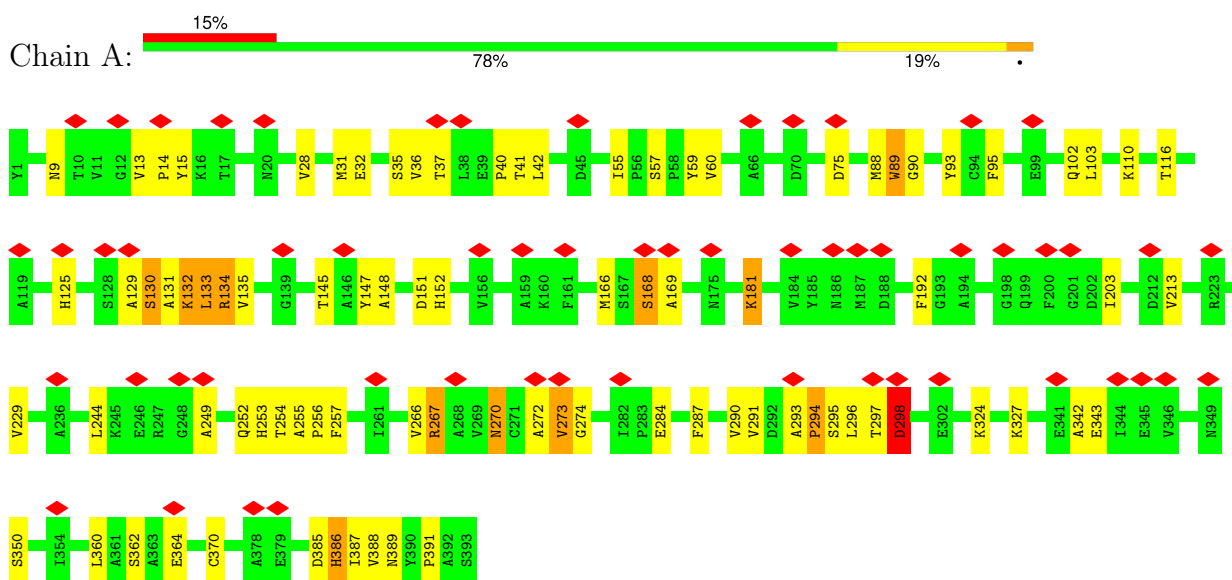 15%
Chain A:
78% 19% •
Y1 N9 T10 V11 G12 V13 P14 Y15 K16 T17 N20 V28 M31 E32 S35 V36 T37 L38 E39 P40 T41 L42 D45 I55 P56 S57 P58 Y59 V60 A66 D70 D75 M88 W89 G90 Y93 C94 F95 E99 Q102 L103 K110 T116
A119 H125 S128 A129 S130 A131 K132 L133 R134 V135 G139 T145 A146 Y147 A148 D151 H152 V156 A159 K160 F161 M166 S167 S168 A169 N175 K181 V184 Y185 N186 M187 D188 F192 G193 A194 G198 Q199 F200 G201 D202 I203 D212 V213 R223
V229 A236 L244 K245 E246 R247 G248 A249 Q252 H253 T254 A255 P256 F257 I261 V266 R267 A268 V269 N270 C271 A272 V273 G274 I282 P283 E284 F287 V290 V291 D292 A293 P294 S295 L296 T297 D298 E302 K324 K327 E341 A342 E343 I344 E345 V346 N349
S350 I354 L360 A361 S362 A363 E364 C370 A378 E379 D385 H386 I387 V388 N389 Y390 P391 A392 S393